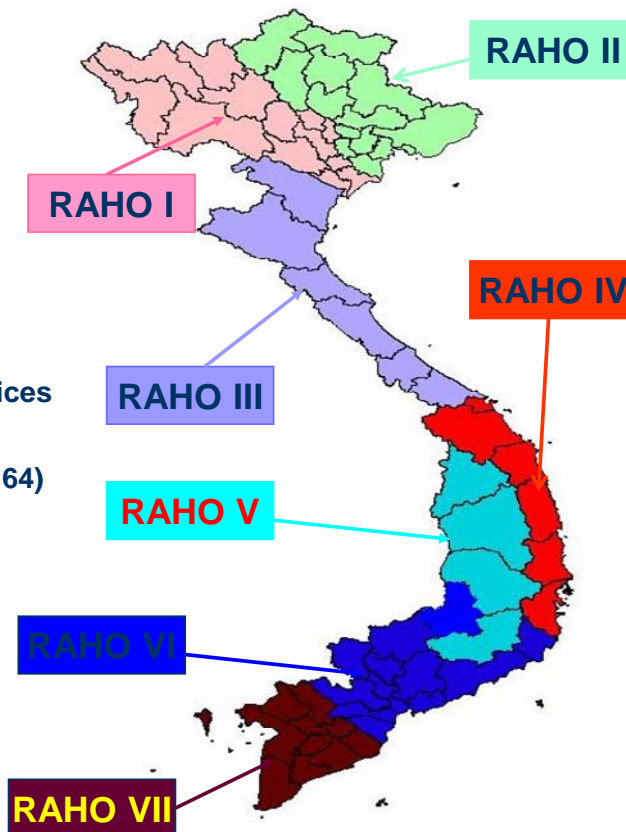 RAHO II
RAHO I
RAHO IV
RAHO III
ices
64)
RAHO V
RAHO VI
RAHO VII